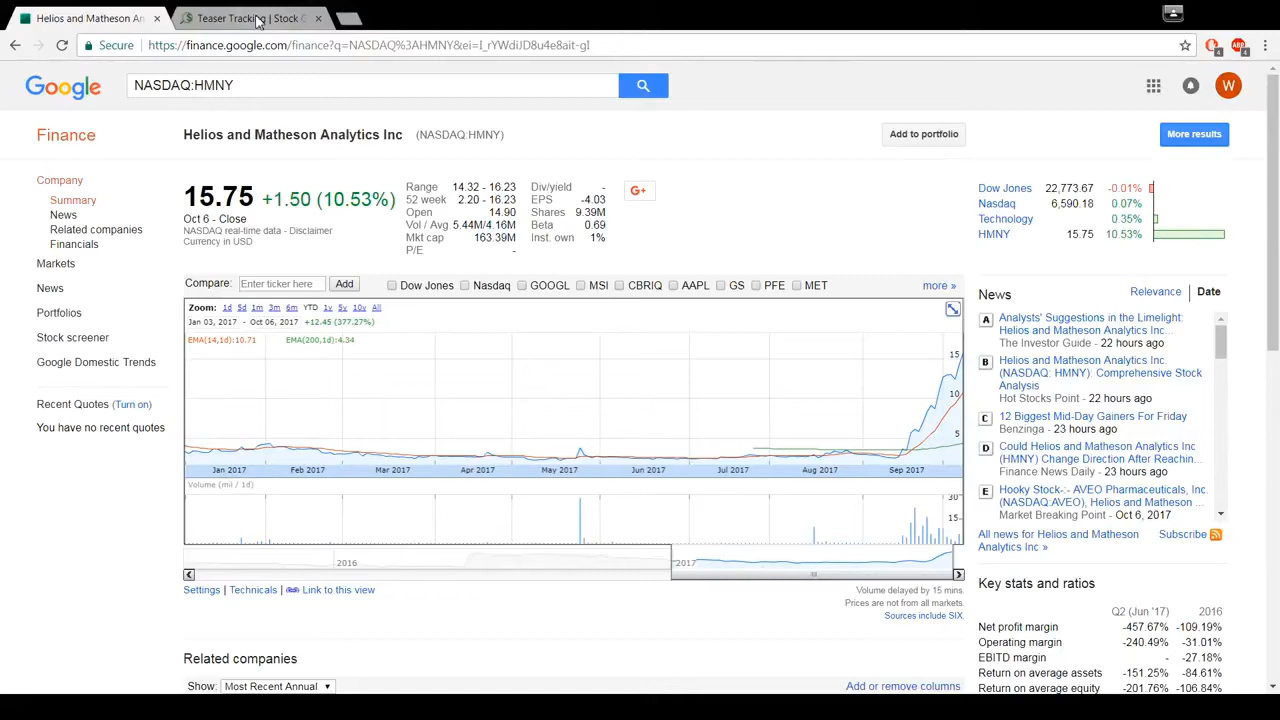 Helios and Matheson An
Teaser Tracking | Stock
Secure
https://finance.google.com/finance?q=NASDAQ%3AHMNY&ei=I_rYWdiJD8u4e8ait-gI
Google
NASDAQ:HMNY
W
Finance
Helios and Matheson Analytics Inc (NASDAQ:HMNY)
Add to portfolio
More results
Company
Summary
News
Related companies
Financials
Markets
News
Portfolios
Stock screener
Google Domestic Trends
Recent Quotes (Turn on)
You have no recent quotes
15.75 +1.50 (10.53%)
Oct 6 - Close
NASDAQ real-time data - Disclaimer
Currency in USD
Range 14.32 - 16.23
52 week 2.20 - 16.23
Open 14.90
Vol / Avg. 5.44M/4.16M
Mkt cap 163.39M
P/E -
Div/yield -
EPS -4.03
Shares 9.39M
Beta 0.69
Inst. own 1%
G+
Dow Jones 22,773.67 -0.01%
Nasdaq 6,590.18 0.07%
Technology 0.35%
HMNY 15.75 10.53%
Compare: Enter ticker here Add Dow Jones Nasdaq GOOGL MSI CBRIQ AAPL GS PFE MET more »
Zoom: 1d 5d 1m 3m 6m YTD 1y 5y 10y All
Jan 03, 2017 - Oct 06, 2017 +12.45 (377.27%)
EMA(14,1d):10.71 EMA(200,1d):4.34
15
10
5
Jan 2017 Feb 2017 Mar 2017 Apr 2017 May 2017 Jun 2017 Jul 2017 Aug 2017 Sep 2017
Volume (mil / 1d)
30
15
2016 2017
Settings | Technicals | Link to this view
Volume delayed by 15 mins.
Prices are not from all markets.
Sources include SIX.
Related companies
Show: Most Recent Annual
Add or remove columns
News
Relevance | Date
A Analysts' Suggestions in the Limelight:
Helios and Matheson Analytics Inc...
The Investor Guide - 22 hours ago
B Helios and Matheson Analytics Inc.
(NASDAQ: HMNY): Comprehensive Stock
Analysis
Hot Stocks Point - 22 hours ago
C 12 Biggest Mid-Day Gainers For Friday
Benzinga - 23 hours ago
D Could Helios and Matheson Analytics Inc
(HMNY) Change Direction After Reachin...
Finance News Daily - 23 hours ago
E Hooky Stock-:- AVEO Pharmaceuticals, Inc.
(NASDAQ:AVEO), Helios and Matheson ...
Market Breaking Point - Oct 6, 2017
All news for Helios and Matheson
Analytics Inc »
Subscribe
Key stats and ratios
Q2 (Jun '17) 2016
Net profit margin -457.67% -109.19%
Operating margin -240.49% -31.01%
EBITD margin - -27.18%
Return on average assets -151.25% -84.61%
Return on average equity -201.76% -106.84%